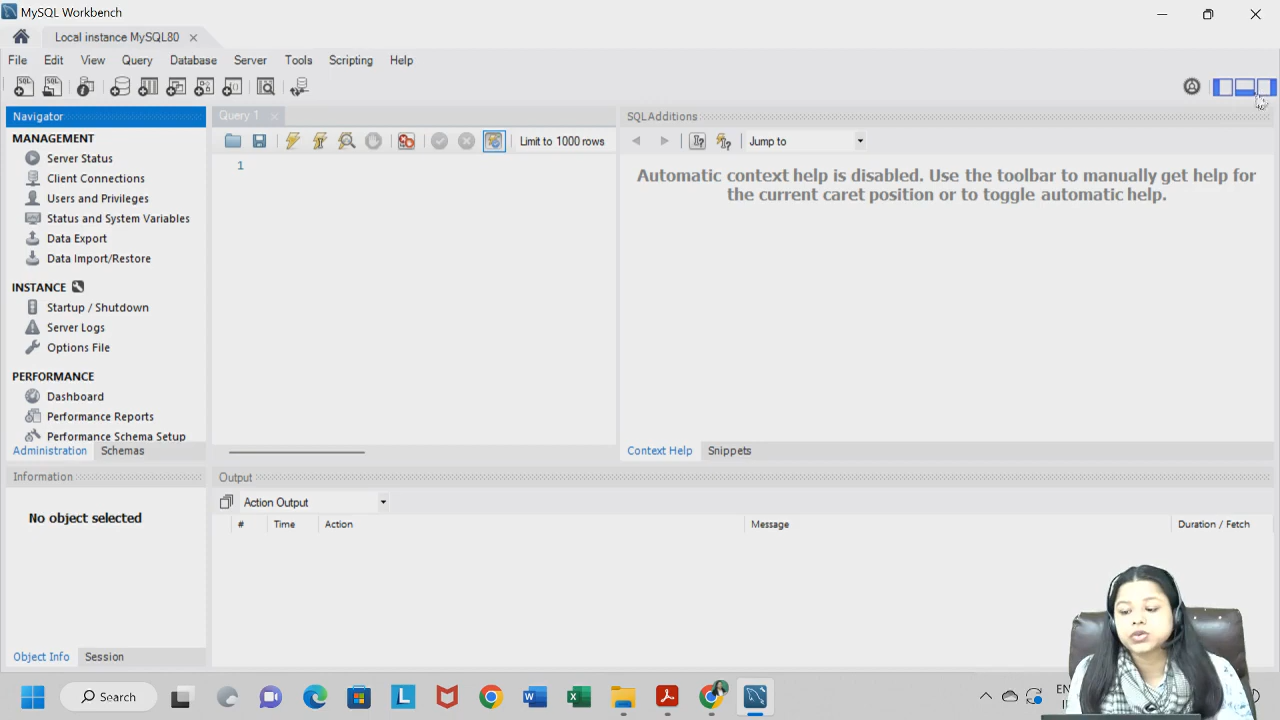 MySQL Workbench
Local instance MySQL80
File Edit View Query Database Server Tools Scripting Help
Navigator
MANAGEMENT
Server Status
Client Connections
Users and Privileges
Status and System Variables
Data Export
Data Import/Restore
INSTANCE
Startup / Shutdown
Server Logs
Options File
PERFORMANCE
Dashboard
Performance Reports
Performance Schema Setup
Administration Schemas
Information
No object selected
Object Info Session
Query 1
Limit to 1000 rows
1
SQLAdditions
Jump to
Automatic context help is disabled. Use the toolbar to manually get help for
the current caret position or to toggle automatic help.
Context Help Snippets
Output
Action Output
# Time Action Message Duration / Fetch
Search